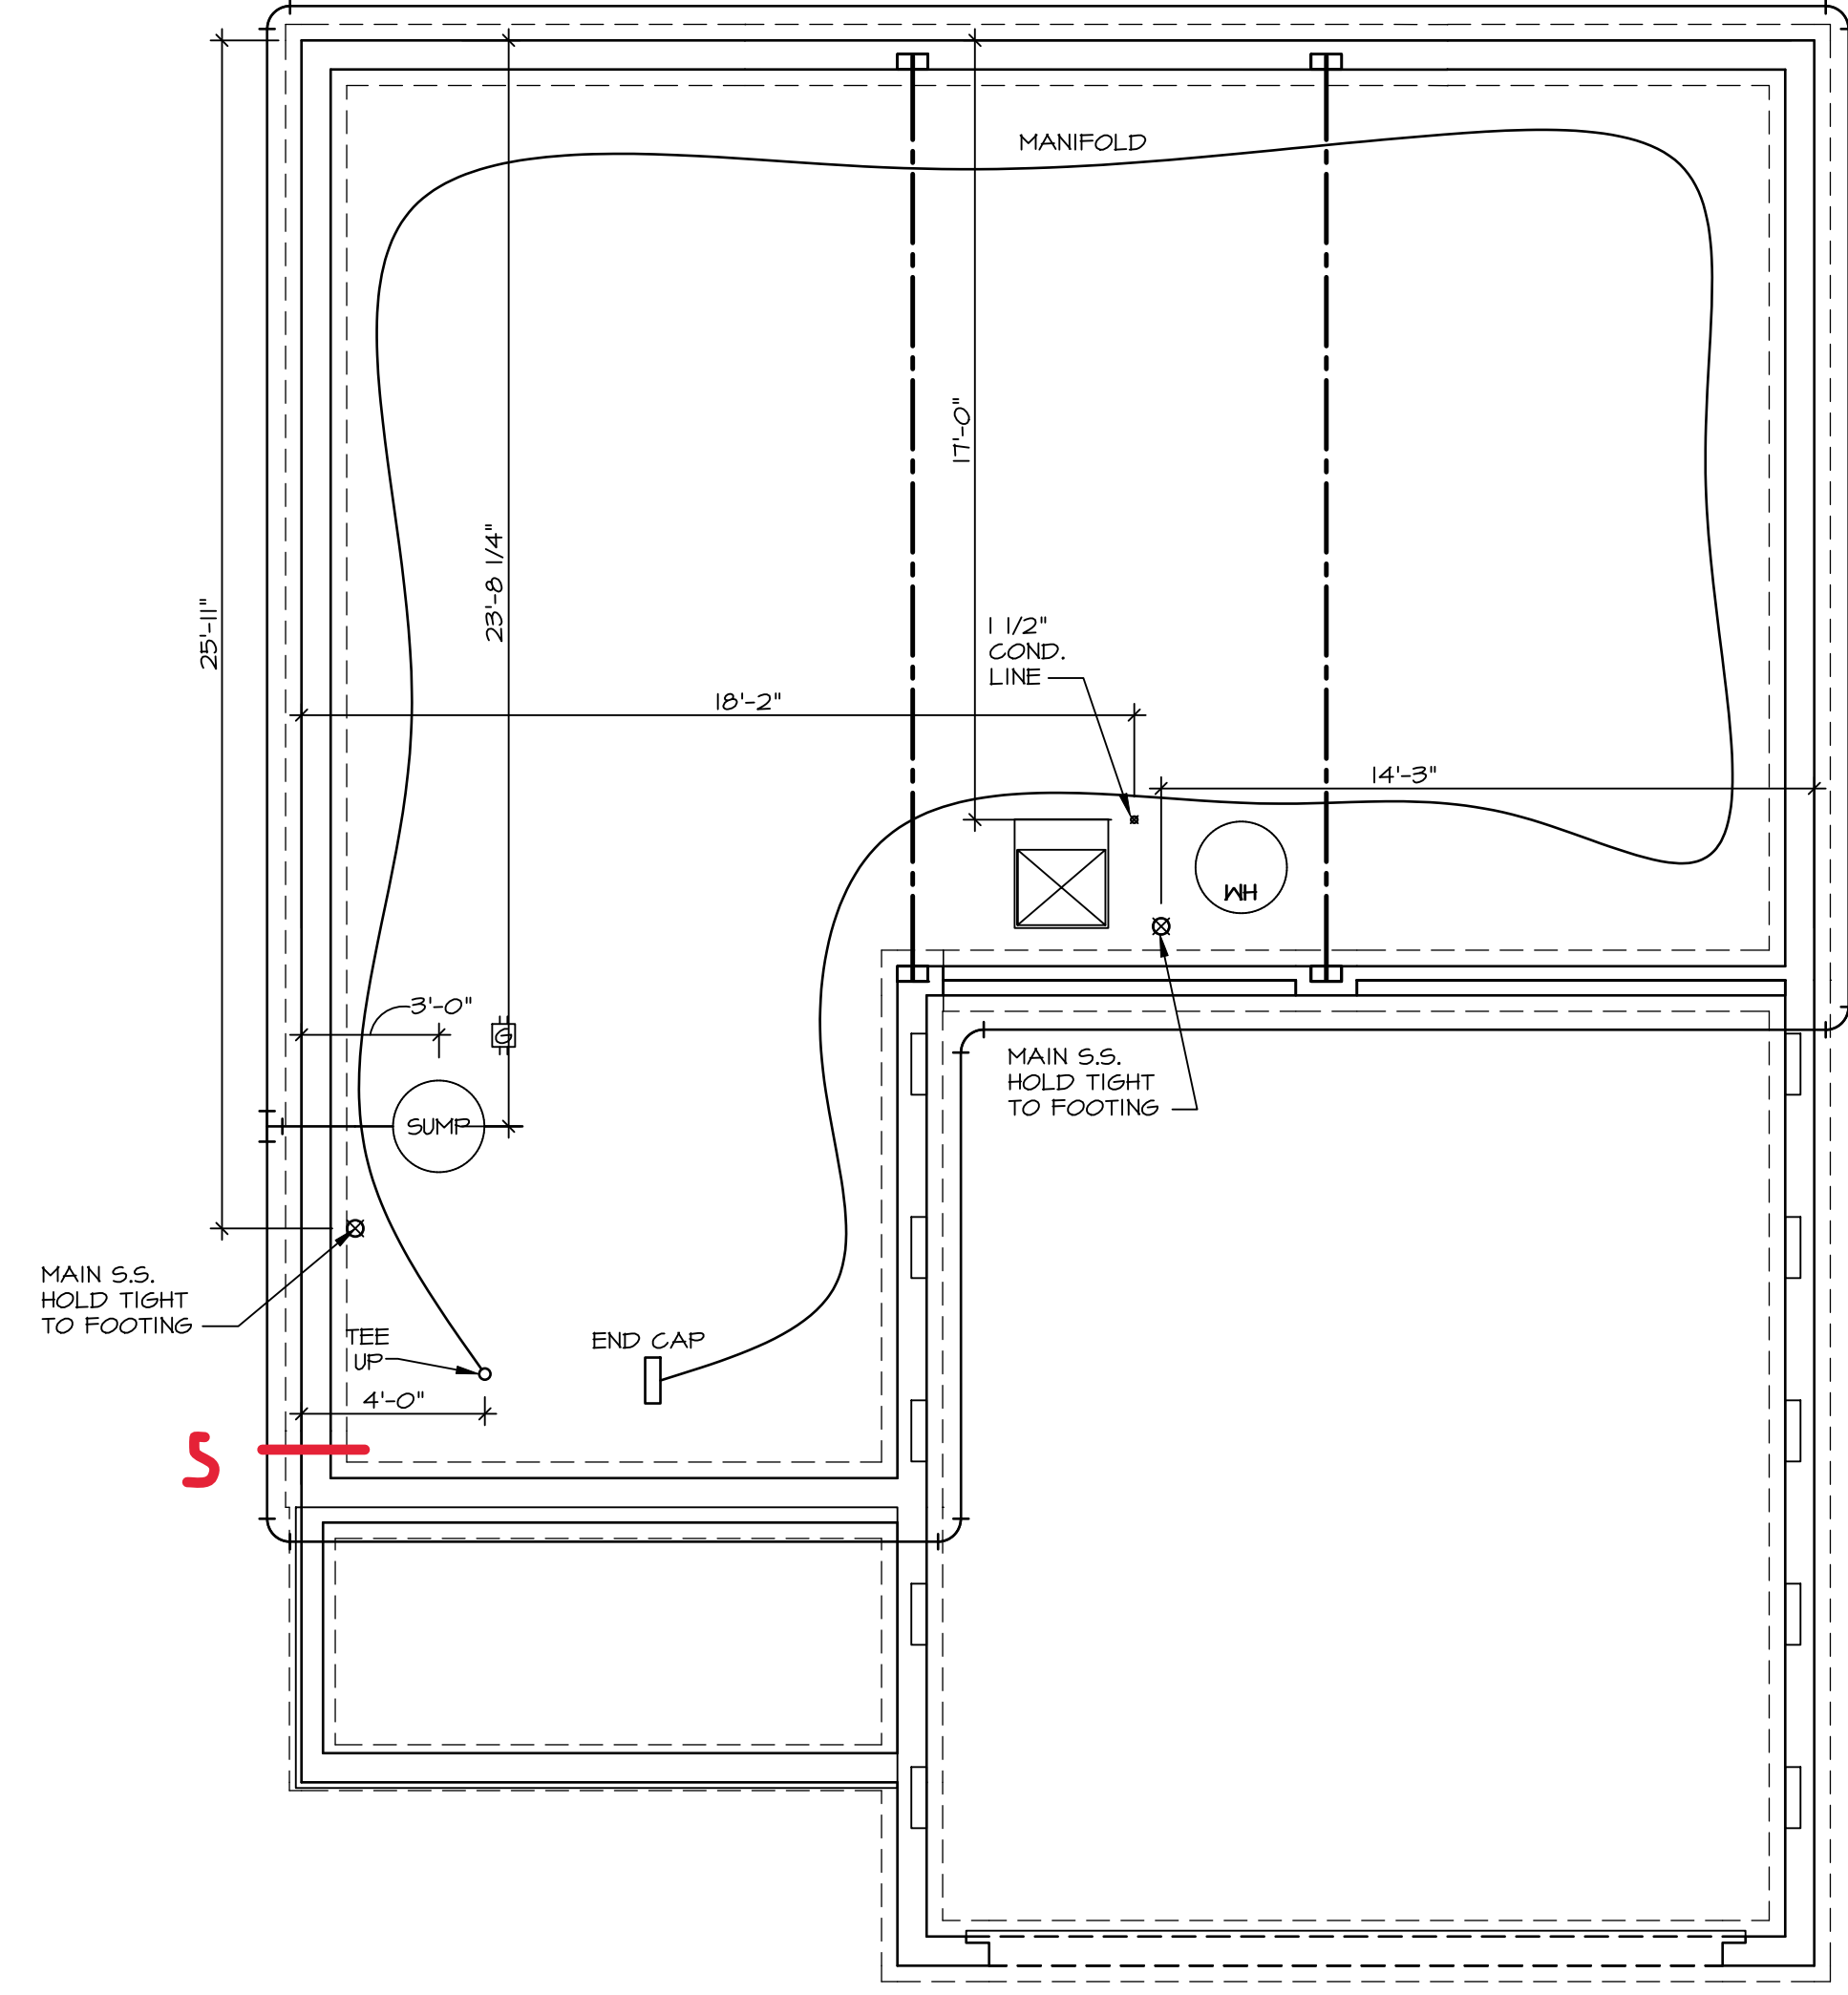 MANIFOLD
17'-0"
23'-8 1/4"
25'-11"
1 1/2"
COND.
LINE
18'-2"
14'-3"
WH
3'-0"
G
MAIN S.S.
HOLD TIGHT
TO FOOTING
SUMP
MAIN S.S.
HOLD TIGHT
TO FOOTING
TEE
UP
END CAP
4'-0"
S